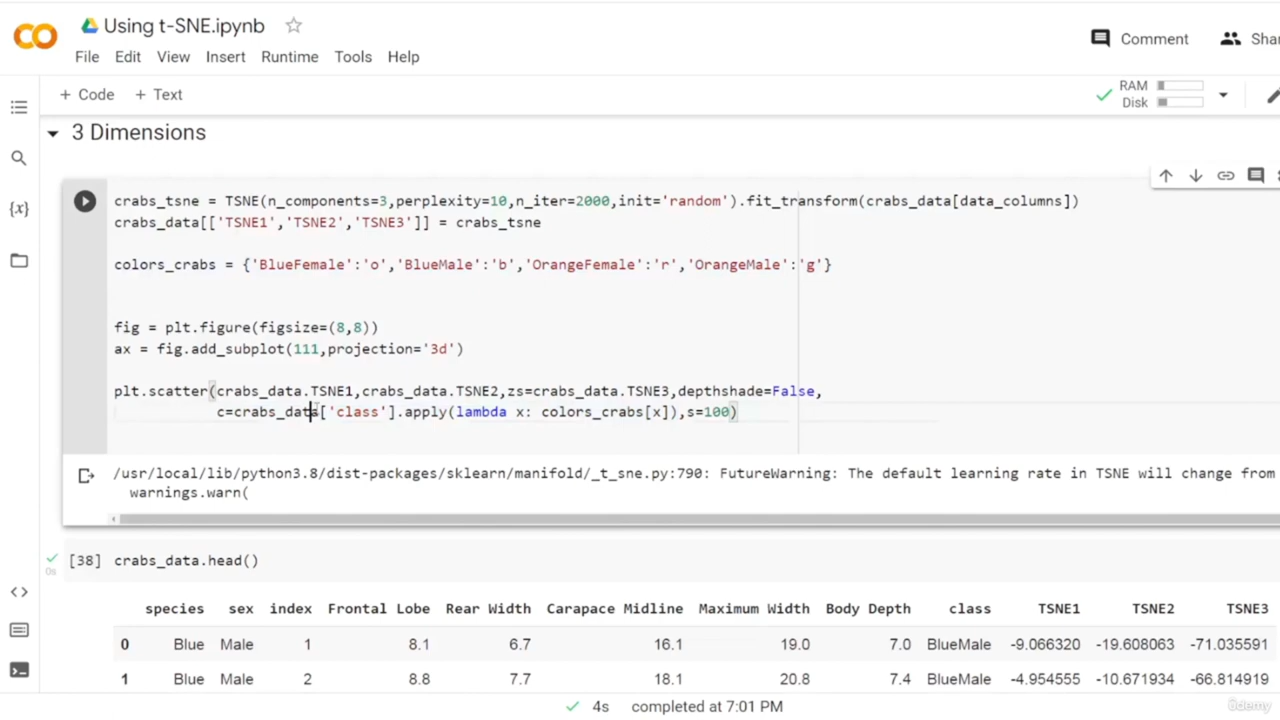 Using t-SNE.ipynb
File Edit View Insert Runtime Tools Help
Comment
+ Code + Text
RAM
Disk
3 Dimensions
crabs_tsne = TSNE(n_components=3,perplexity=10,n_iter=2000,init='random').fit_transform(crabs_data[data_columns])
crabs_data[['TSNE1','TSNE2','TSNE3']] = crabs_tsne
colors_crabs = {'BlueFemale':'o','BlueMale':'b','OrangeFemale':'r','OrangeMale':'g'}
fig = plt.figure(figsize=(8,8))
ax = fig.add_subplot(111,projection='3d')
plt.scatter(crabs_data.TSNE1,crabs_data.TSNE2,zs=crabs_data.TSNE3,depthshade=False,
c=crabs_data['class'].apply(lambda x: colors_crabs[x]),s=100)
/usr/local/lib/python3.8/dist-packages/sklearn/manifold/_t_sne.py:790: FutureWarning: The default learning rate in TSNE will change from
warnings.warn(
[38] crabs_data.head()
0s
species sex index Frontal Lobe Rear Width Carapace Midline Maximum Width Body Depth class TSNE1 TSNE2 TSNE3
0 Blue Male 1 8.1 6.7 16.1 19.0 7.0 BlueMale -9.066320 -19.608063 -71.035591
1 Blue Male 2 8.8 7.7 18.1 20.8 7.4 BlueMale -4.954555 -10.671934 -66.814919
4s completed at 7:01 PM
ûdemy